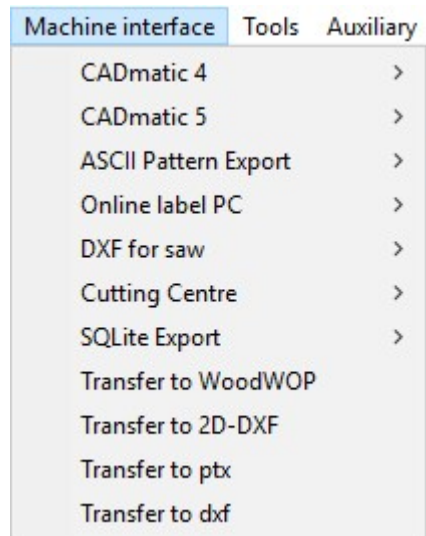 Machine interface Tools Auxiliary
CADmatic 4
CADmatic 5
ASCII Pattern Export
Online label PC
DXF for saw
Cutting Centre
SQLite Export
Transfer to WoodWOP
Transfer to 2D-DXF
Transfer to ptx
Transfer to dxf